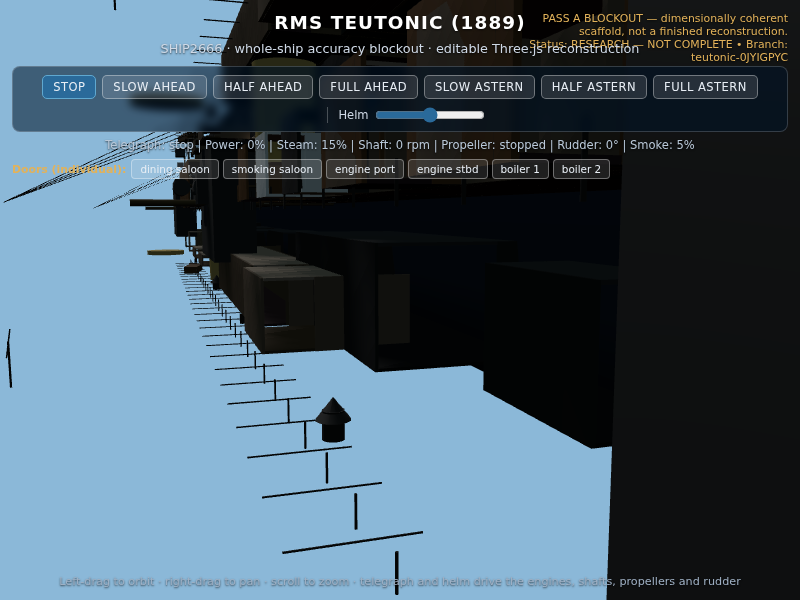 RMS TEUTONIC (1889)
PASS A BLOCKOUT — dimensionally coherent
scaffold, not a finished reconstruction.
Status: RESEARCH — NOT COMPLETE • Branch:
teutonic-0JYIGPYC
SHIP2666 · whole-ship accuracy blockout · editable Three.js reconstruction
STOP SLOW AHEAD HALF AHEAD FULL AHEAD SLOW ASTERN HALF ASTERN FULL ASTERN
Helm
Telegraph: stop | Power: 0% | Steam: 15% | Shaft: 0 rpm | Propeller: stopped | Rudder: 0° | Smoke: 5%
Doors (individual): dining saloon smoking saloon engine port engine stbd boiler 1 boiler 2
Left-drag to orbit · right-drag to pan · scroll to zoom · telegraph and helm drive the engines, shafts, propellers and rudder